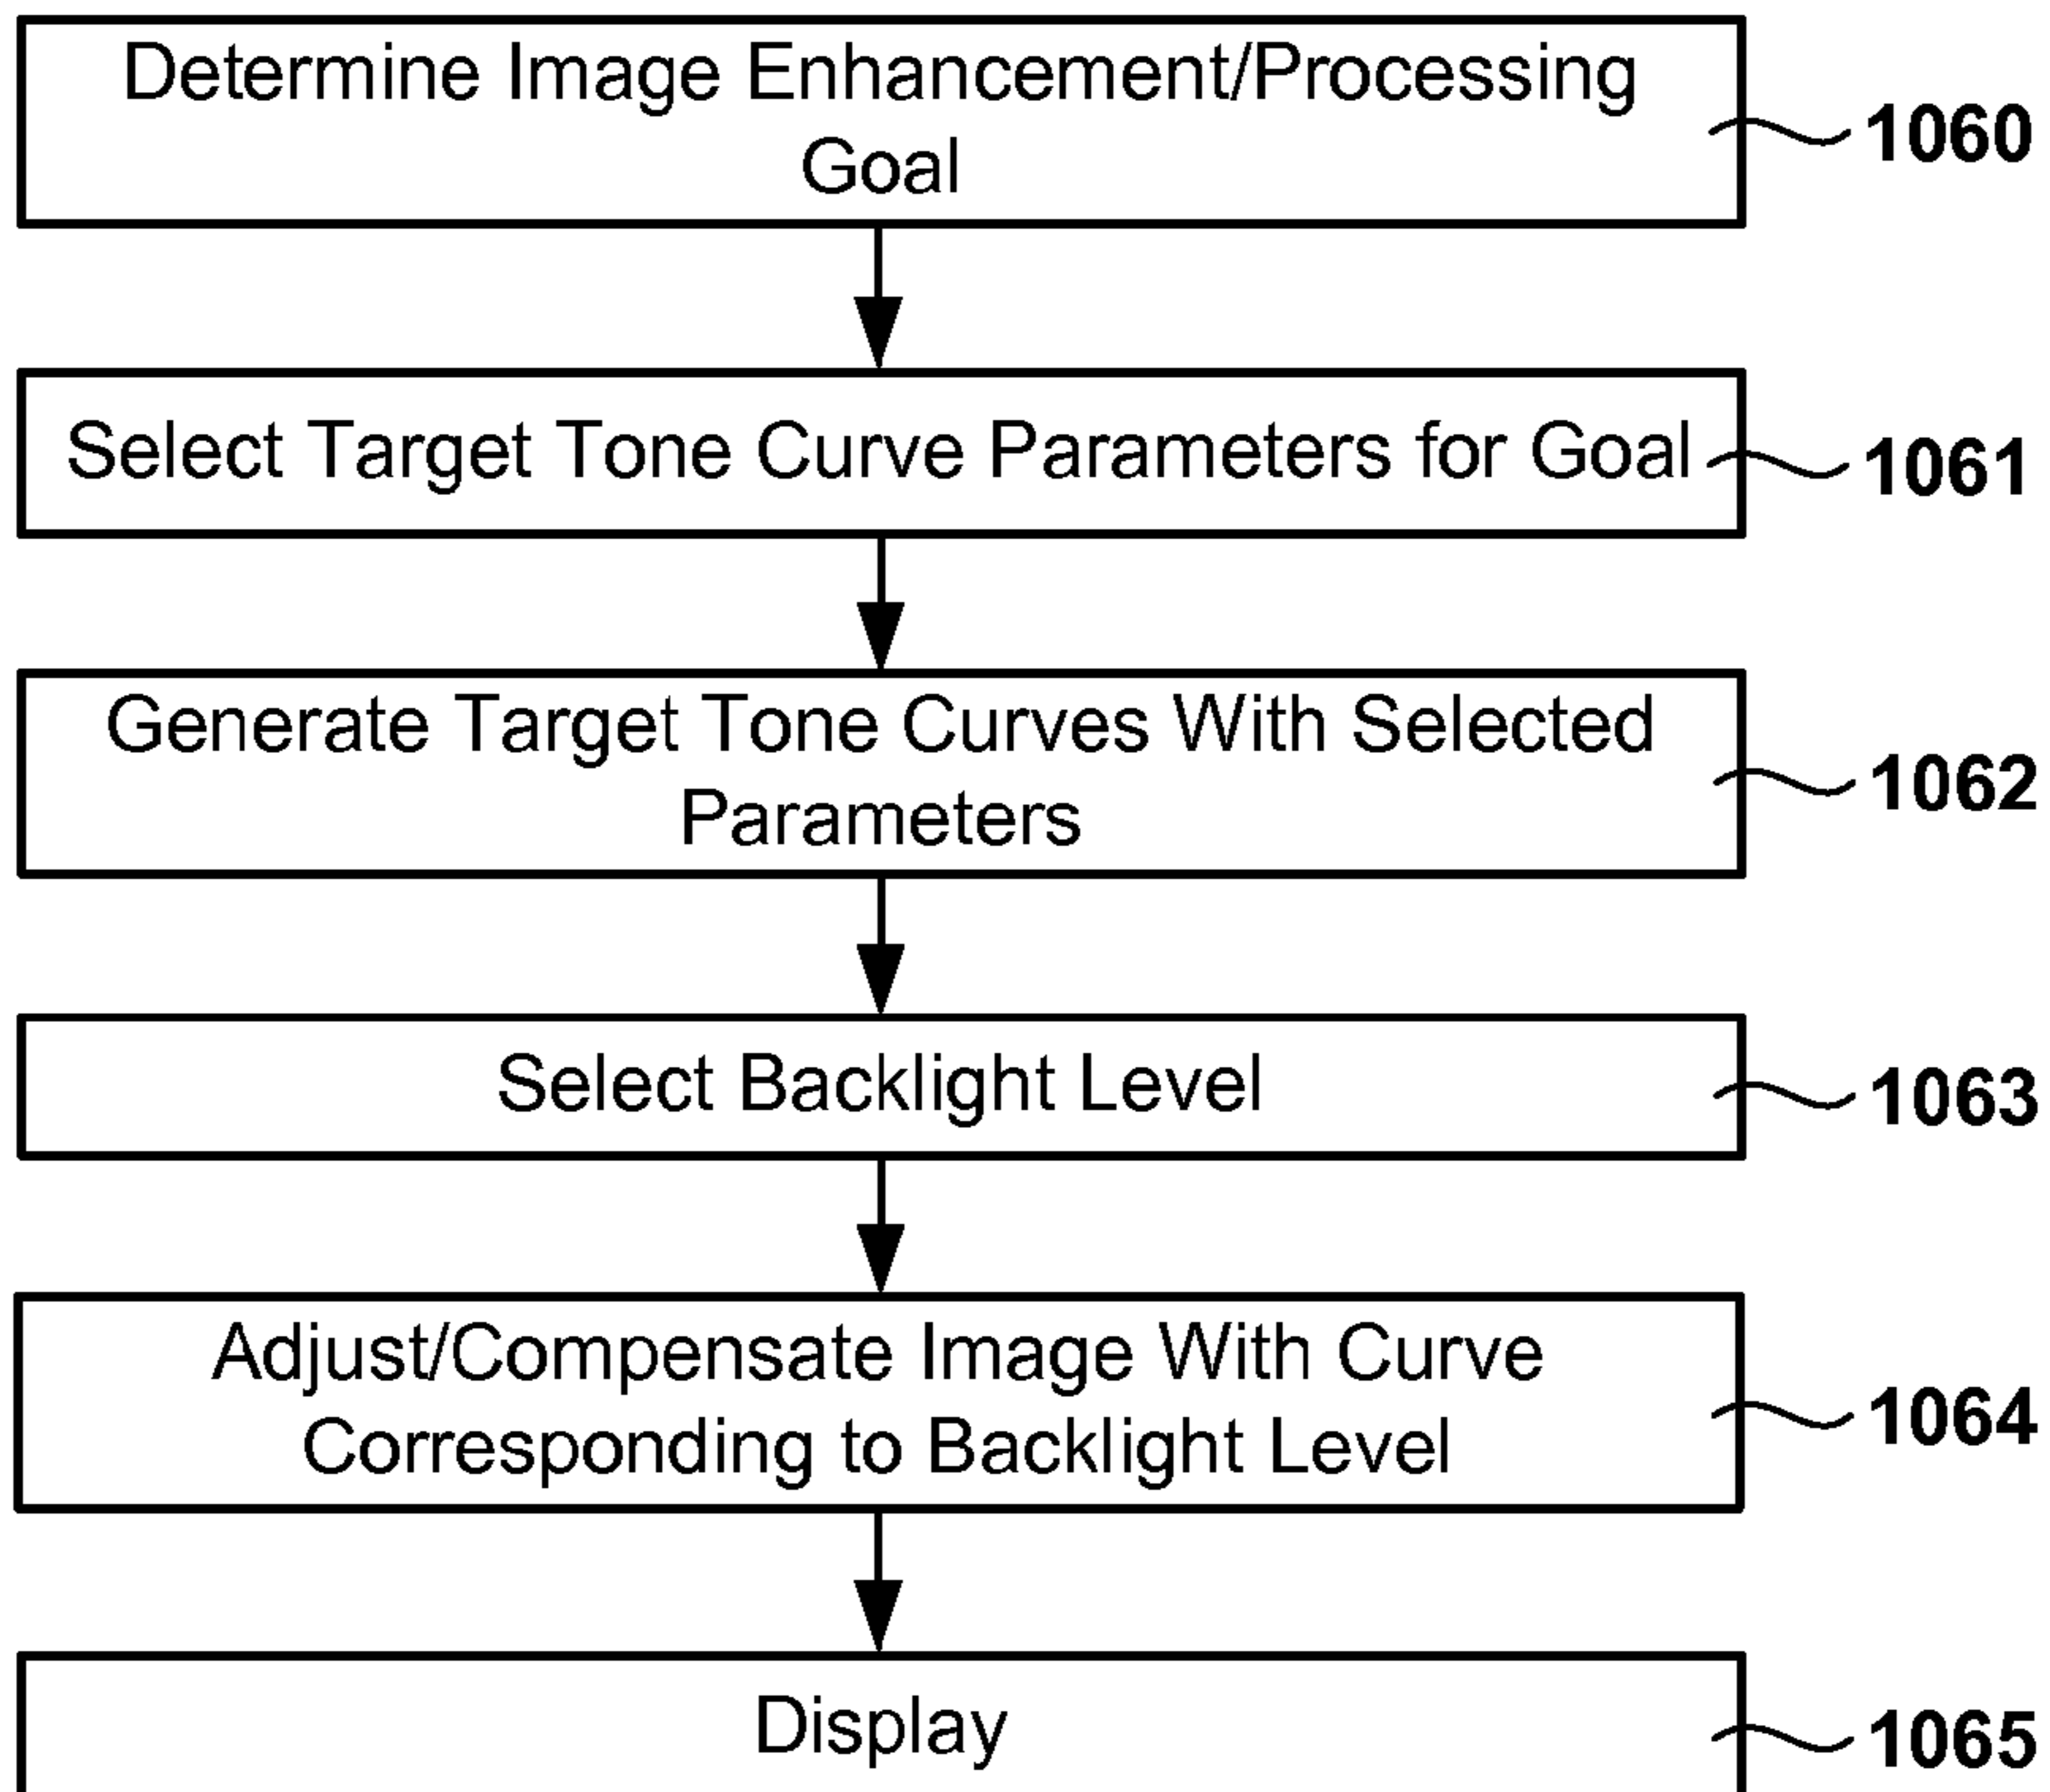 Determine Image Enhancement/Processing
Goal
1060
Select Target Tone Curve Parameters for Goal
1061
Generate Target Tone Curves With Selected
Parameters
1062
Select Backlight Level
1063
Adjust/Compensate Image With Curve
Corresponding to Backlight Level
1064
Display
1065